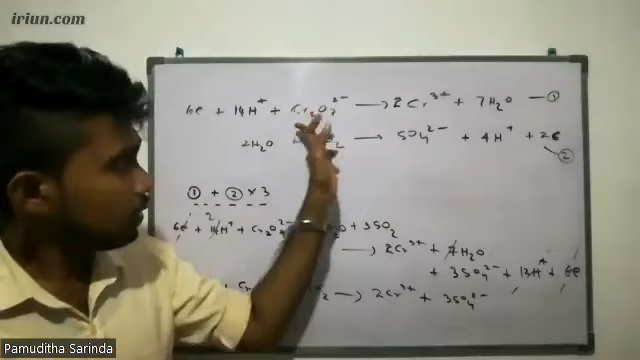 iriun.com
6e + 14H⁺ + Cr₂O₇²⁻ → 2Cr³⁺ + 7H₂O — ①
2H₂O → SO₄²⁻ + 4H⁺ + 2e
②
① + ② × 3
6e + 14H⁺ + Cr₂O₇²⁻ + 3SO₂
2
→ 2Cr³⁺ + 7H₂O
+ 3SO₄²⁻ + 12H⁺ + 6e
→ 2Cr³⁺ + 3SO₄²⁻
Pamuditha Sarinda